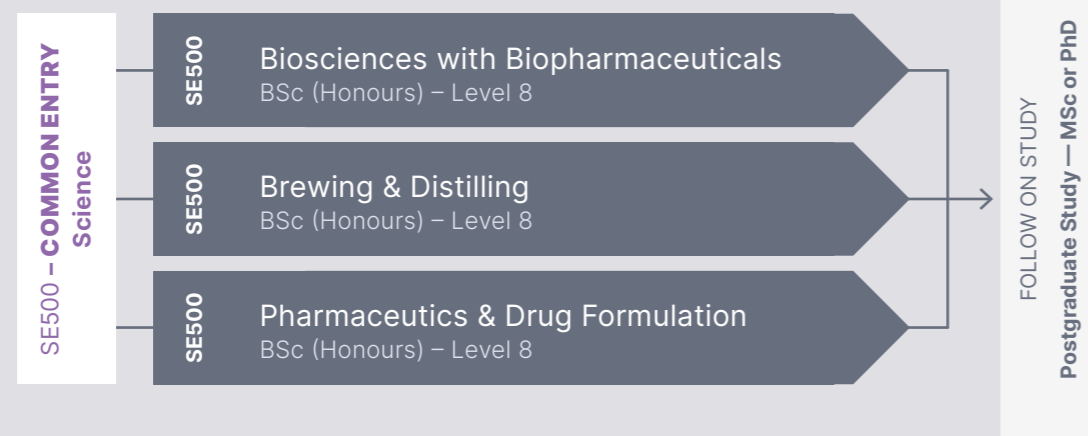 SE500 – COMMON ENTRY
Science
SE500
Biosciences with Biopharmaceuticals
BSc (Honours) – Level 8
SE500
Brewing & Distilling
BSc (Honours) – Level 8
SE500
Pharmaceutics & Drug Formulation
BSc (Honours) – Level 8
FOLLOW ON STUDY
Postgraduate Study — MSc or PhD